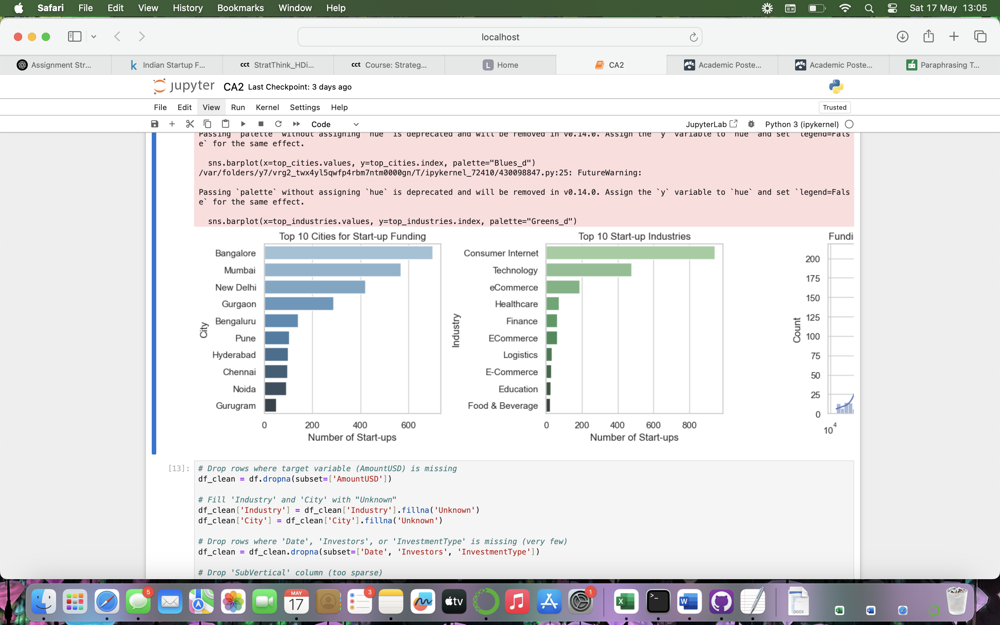 Safari File Edit View History Bookmarks Window Help Sat 17 May 13:05
localhost
Assignment Str... Indian Startup F... cct StratThink_HDi... cct Course: Strateg... L Home CA2 Academic Poste... Academic Poste... Paraphrasing T...
jupyter CA2 Last Checkpoint: 3 days ago
File Edit View Run Kernel Settings Help Trusted
Code JupyterLab Python 3 (ipykernel)
Passing `palette` without assigning `hue` is deprecated and will be removed in v0.14.0. Assign the `y` variable to `hue` and set `legend=Fals
e` for the same effect.
sns.barplot(x=top_cities.values, y=top_cities.index, palette="Blues_d")
/var/folders/y7/vrg2_twx4yl5qwfp4rbm7ntm0000gn/T/ipykernel_72410/430098847.py:25: FutureWarning:
Passing `palette` without assigning `hue` is deprecated and will be removed in v0.14.0. Assign the `y` variable to `hue` and set `legend=Fals
e` for the same effect.
sns.barplot(x=top_industries.values, y=top_industries.index, palette="Greens_d")
Top 10 Cities for Start-up Funding
City
Bangalore
Mumbai
New Delhi
Gurgaon
Bengaluru
Pune
Hyderabad
Chennai
Noida
Gurugram
0 200 400 600
Number of Start-ups
Top 10 Start-up Industries
Industry
Consumer Internet
Technology
eCommerce
Healthcare
Finance
ECommerce
Logistics
E-Commerce
Education
Food & Beverage
0 200 400 600 800
Number of Start-ups
Fundi
Count
200
175
150
125
100
75
50
25
0
10^4
[13]:
# Drop rows where target variable (AmountUSD) is missing
df_clean = df.dropna(subset=['AmountUSD'])
# Fill 'Industry' and 'City' with "Unknown"
df_clean['Industry'] = df_clean['Industry'].fillna('Unknown')
df_clean['City'] = df_clean['City'].fillna('Unknown')
# Drop rows where 'Date', 'Investors', or 'InvestmentType' is missing (very few)
df_clean = df_clean.dropna(subset=['Date', 'Investors', 'InvestmentType'])
# Drop 'SubVertical' column (too sparse)
5 MAY 17 3 tv 1 X >_ W DOCX